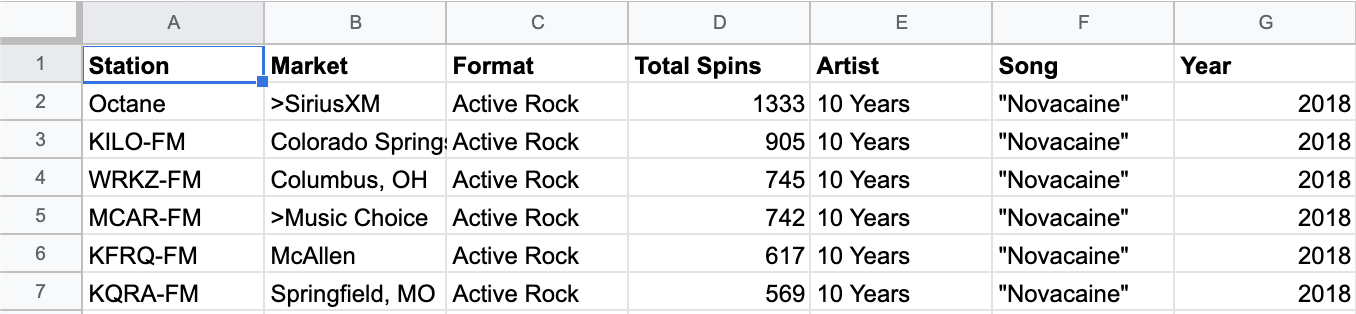 A B C D E F G
1 Station Market Format Total Spins Artist Song Year
2 Octane >SiriusXM Active Rock 1333 10 Years "Novacaine" 2018
3 KILO-FM Colorado Springs Active Rock 905 10 Years "Novacaine" 2018
4 WRKZ-FM Columbus, OH Active Rock 745 10 Years "Novacaine" 2018
5 MCAR-FM >Music Choice Active Rock 742 10 Years "Novacaine" 2018
6 KFRQ-FM McAllen Active Rock 617 10 Years "Novacaine" 2018
7 KQRA-FM Springfield, MO Active Rock 569 10 Years "Novacaine" 2018